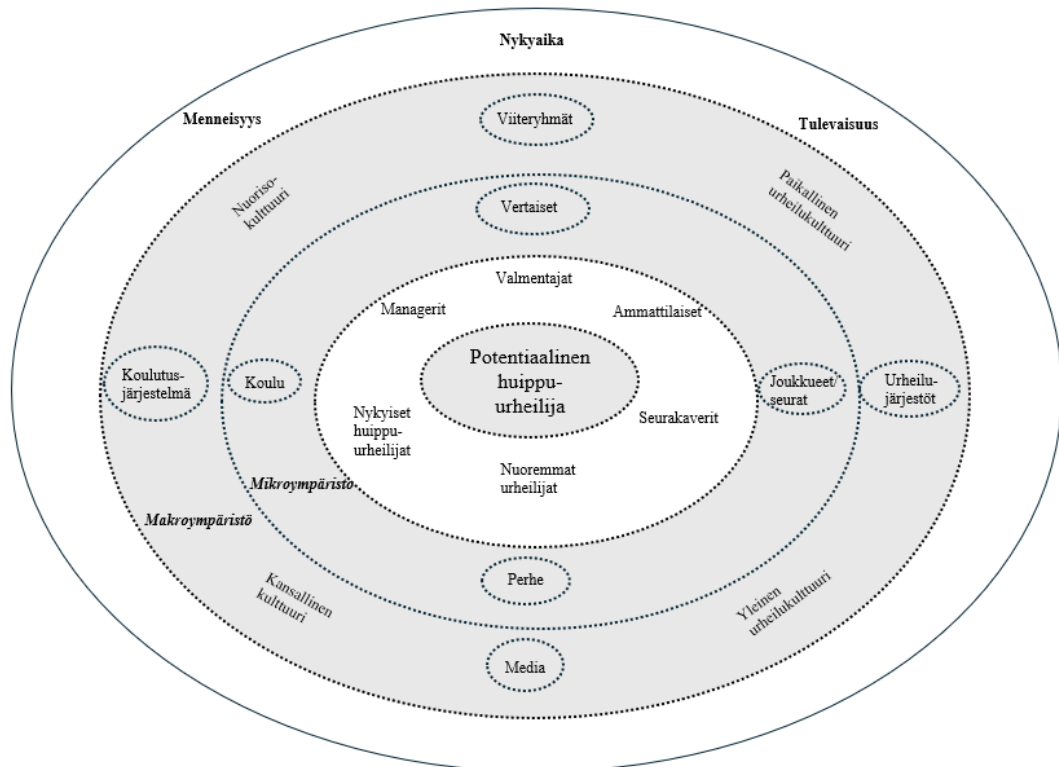 Nykyaika
Menneisyys
Viiteryhmät
Tulevaisuus
Nuoriso-
kulttuuri
Paikallinen
urheilukulttuuri
Vertaiset
Valmentajat
Managerit
Ammattilaiset
Potentiaalinen
huippu-
urheilija
Koulutus-
järjestelmä
Koulu
Joukkueet/
seurat
Urheilu-
järjestöt
Nykyiset
huippu-
urheilijat
Seurakaverit
Nuoremmat
urheilijat
Mikroympäristö
Makroympäristö
Perhe
Kansallinen
kulttuuri
Yleinen
urheilukulttuuri
Media